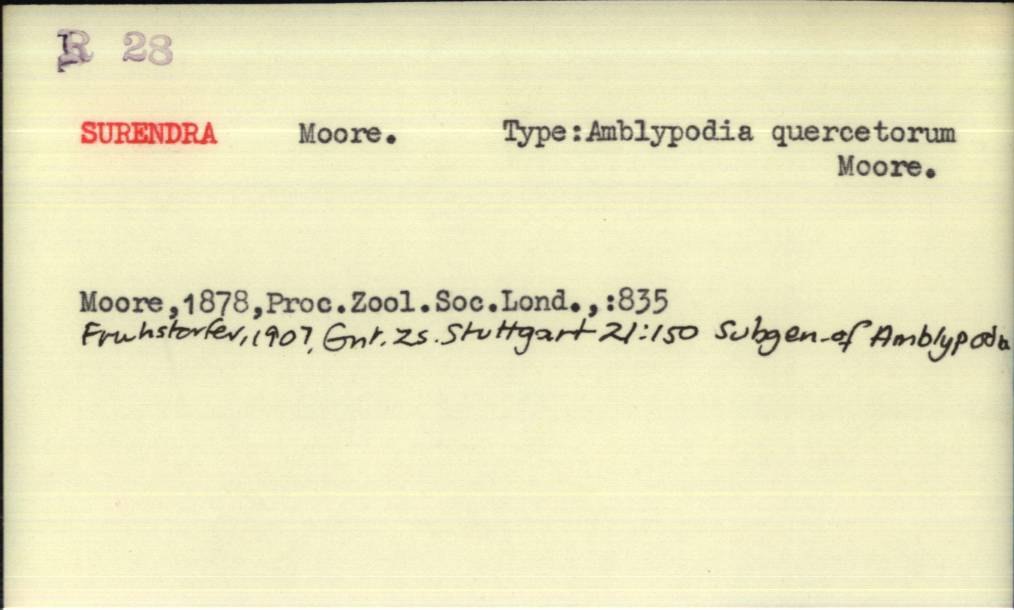 R 28
SURENDRA Moore. Type:Amblypodia quercetorum
Moore.
Moore,1878,Proc.Zool.Soc.Lond.,:835
Fruhstorfer, 1907, Ent. Zs. Stuttgart 21:150 Subgen. of Amblypodia